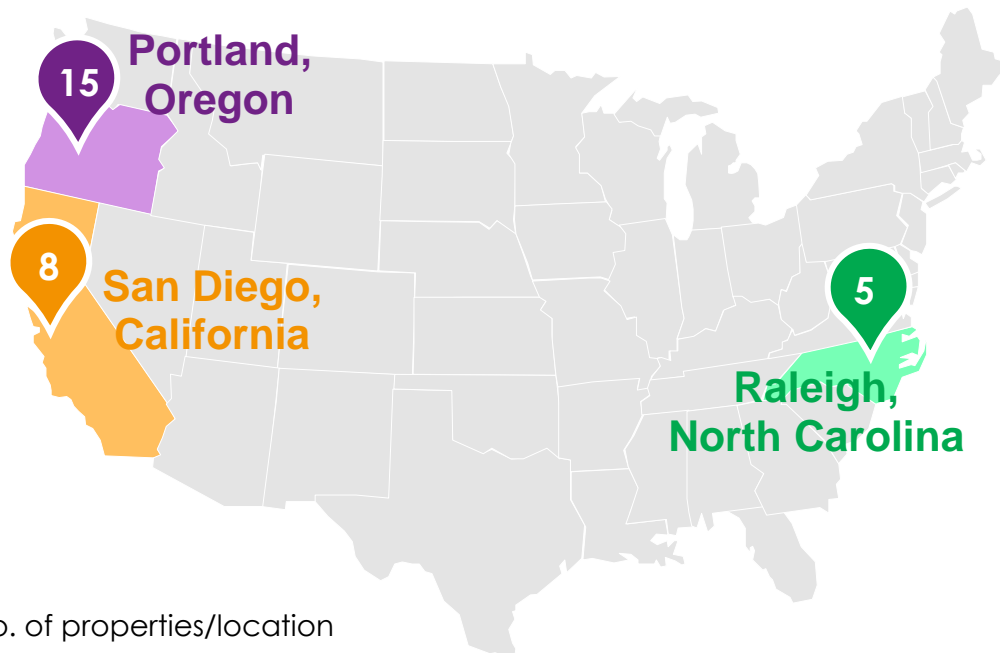 Portland,
Oregon
15
8
San Diego,
California
5
Raleigh,
North Carolina
of properties/location